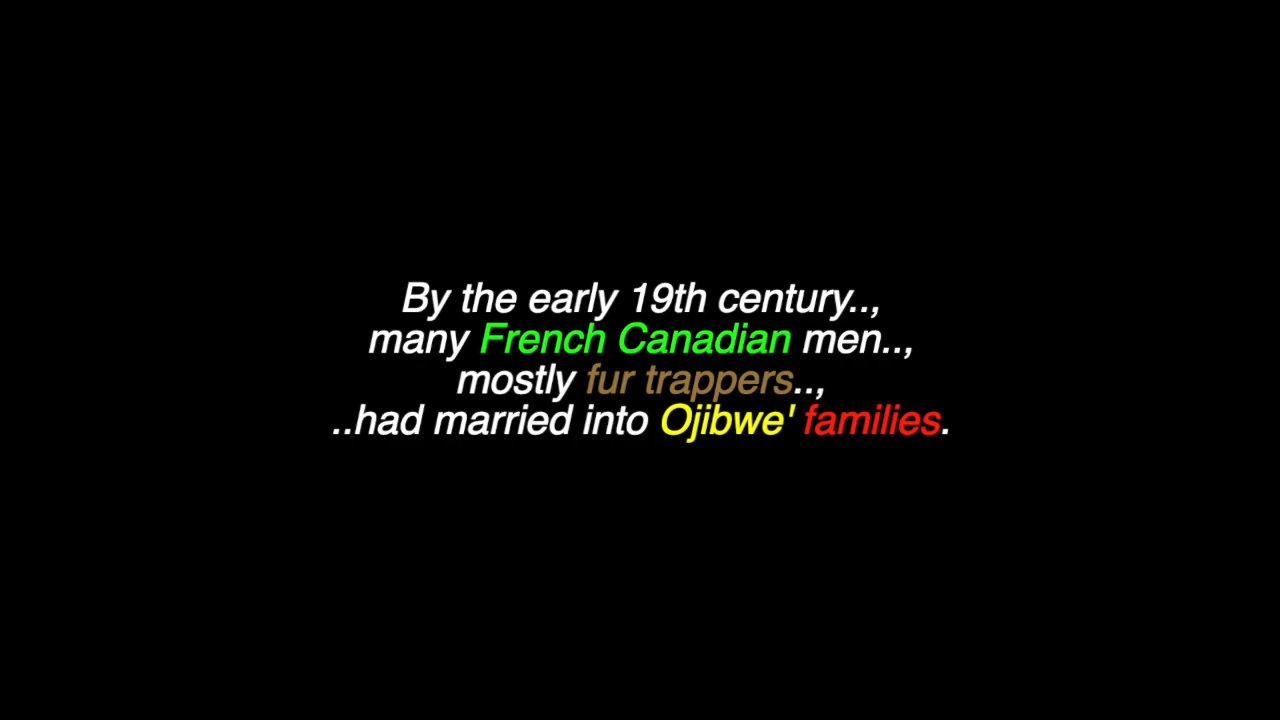 By the early 19th century..,
many French Canadian men..,
mostly fur trappers..,
..had married into Ojibwe' families.